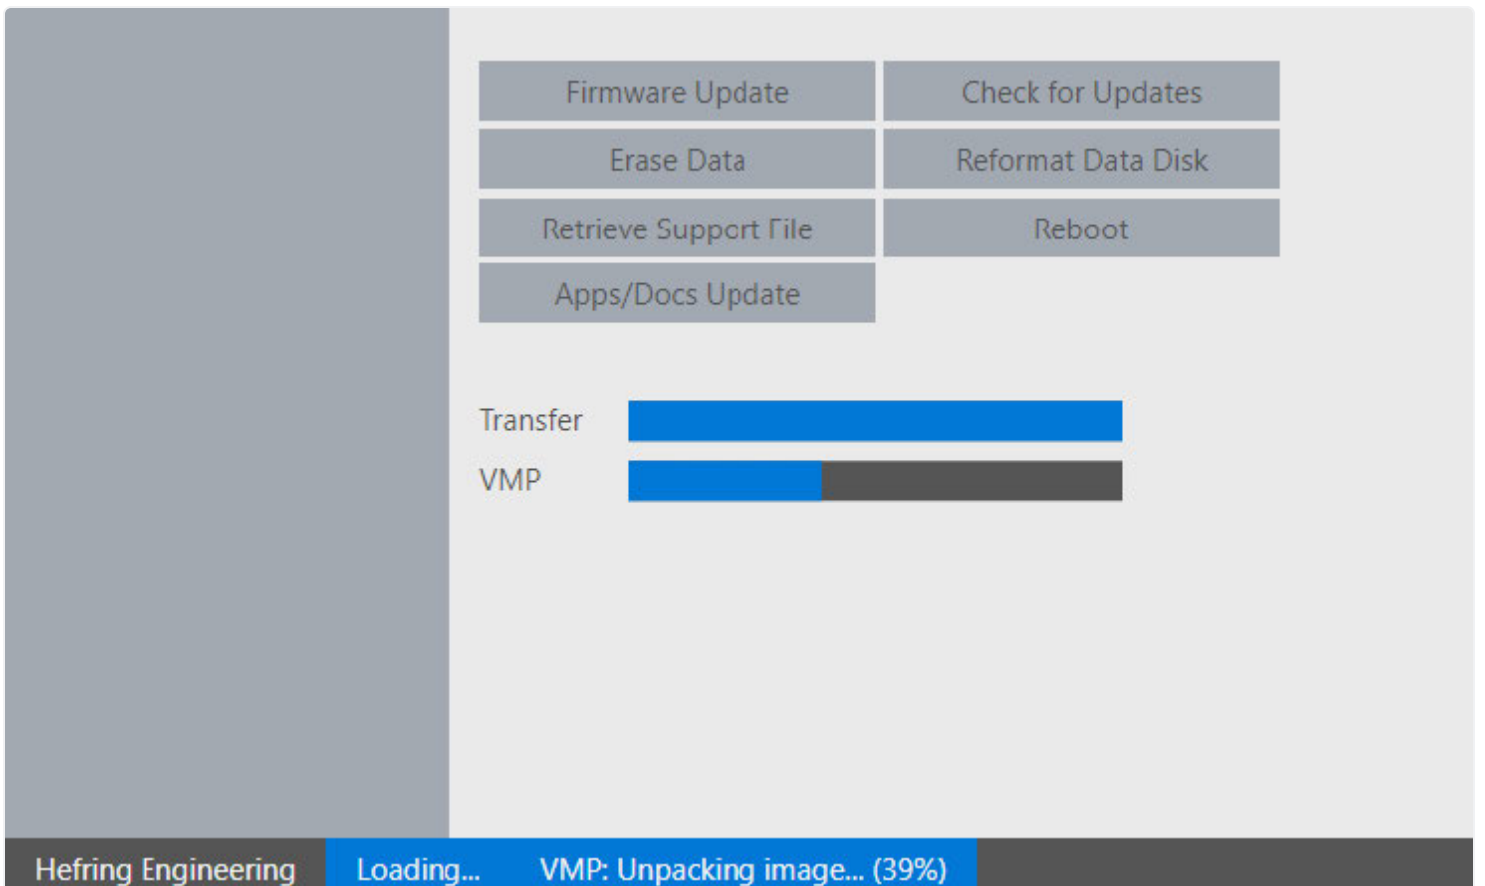 Firmware Update Check for Updates
Erase Data Reformat Data Disk
Retrieve Support File Reboot
Apps/Docs Update
Transfer
VMP
Hefring Engineering Loading... VMP: Unpacking image... (39%)